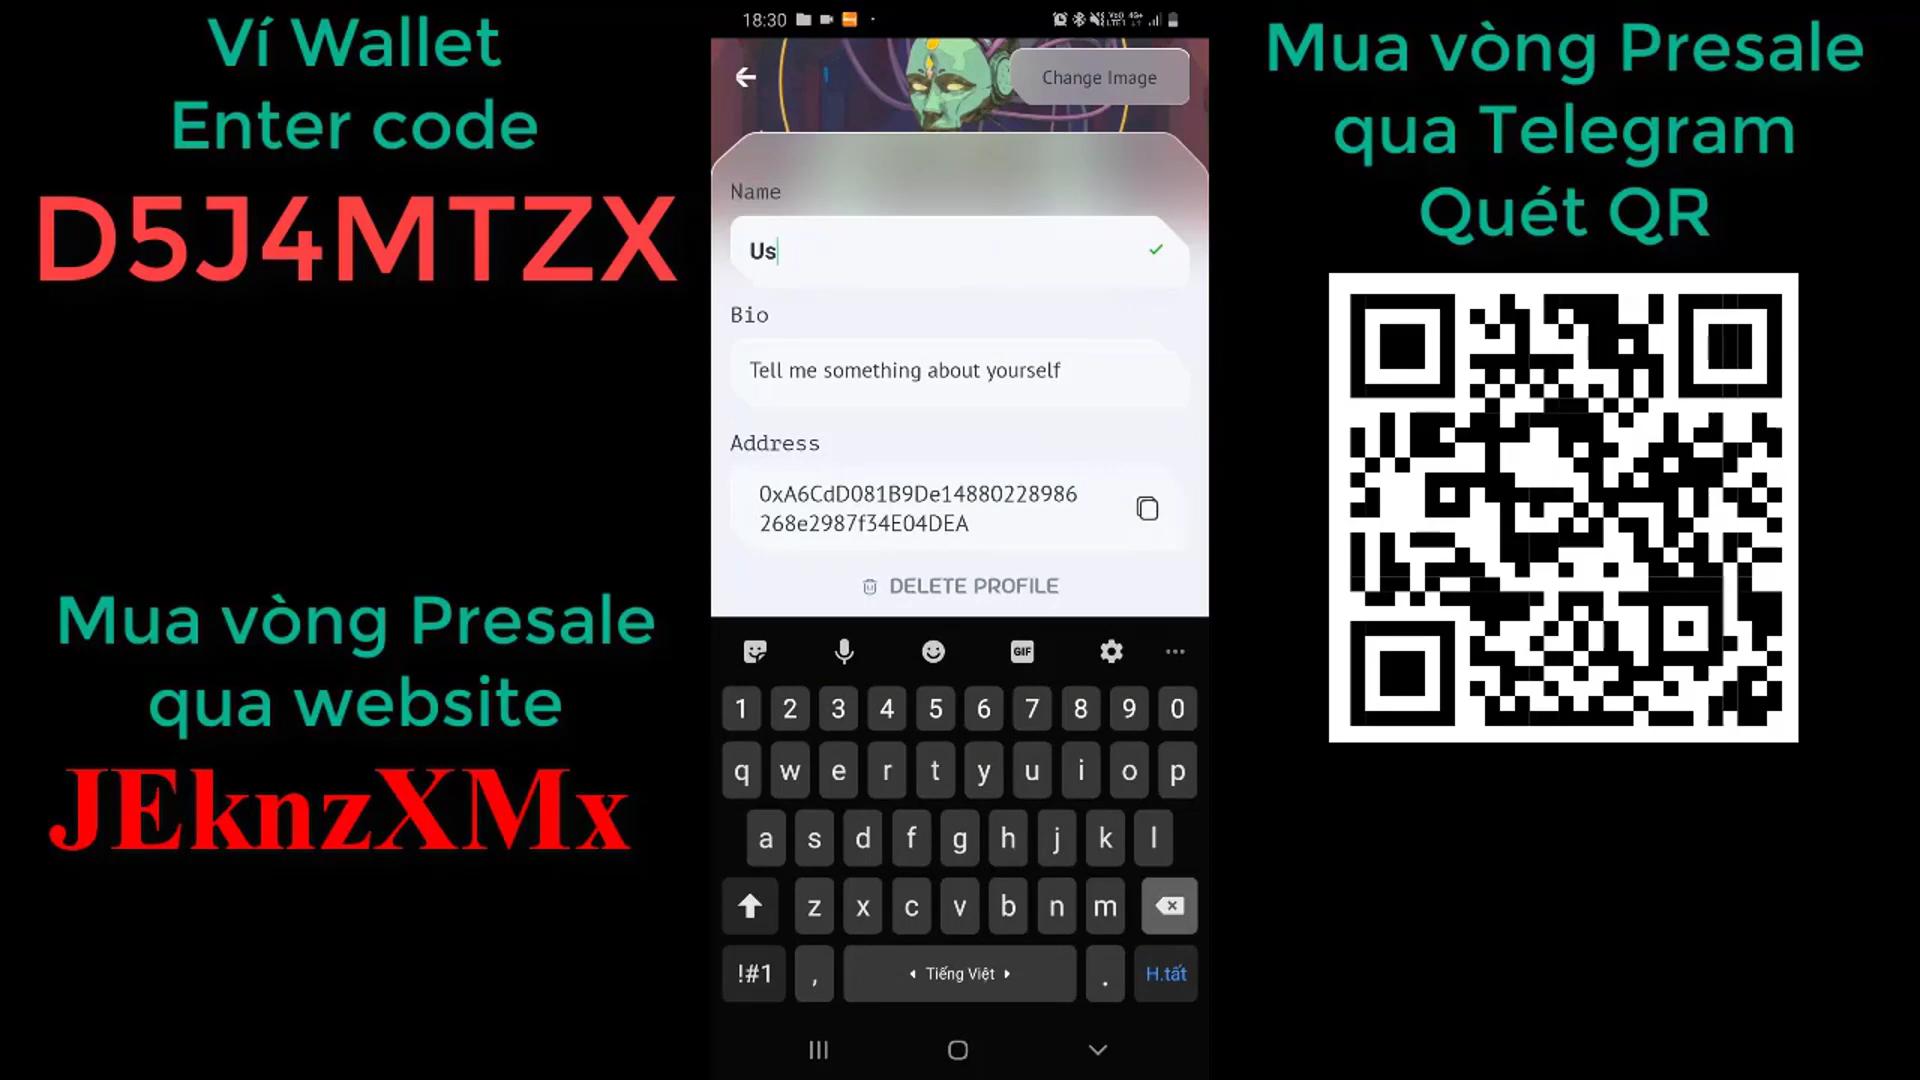 Ví Wallet
Enter code
D5J4MTZX
Mua vòng Presale
qua website
JEknzXMx
18:30
Change Image
Name
Us
Bio
Tell me something about yourself
Address
0xA6CdD081B9De14880228986
268e2987f34E04DEA
DELETE PROFILE
GIF
1 2 3 4 5 6 7 8 9 0
q w e r t y u i o p
a s d f g h j k l
z x c v b n m
!#1 , Tiếng Việt . H.tất
Mua vòng Presale
qua Telegram
Quét QR